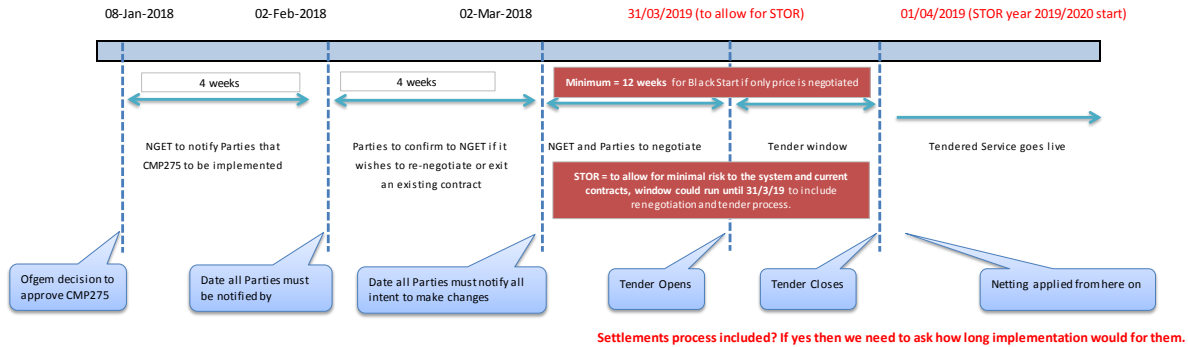 08-Jan-2018
02-Feb-2018
02-Mar-2018
31/03/2019 (to allow for STOR)
01/04/2019 (STOR year 2019/2020 start)
4 weeks
4 weeks
Minimum = 12 weeks for Black Start if only price is negotiated
NGET to notify Parties that
CMP275 to be implemented
Parties to confirm to NGET if it
wishes to re-negotiate or exit
an existing contract
NGET and Parties to negotiate
Tender window
Tendered Service goes live
STOR = to allow for minimal risk to the system and current
contracts, window could run until 31/3/19 to include
renegotiation and tender process.
Ofgem decision to
approve CMP275
Date all Parties must
be notified by
Date all Parties must notify all
intent to make changes
Tender Opens
Tender Closes
Netting applied from here on
Settlements process included? If yes then we need to ask how long implementation would for them.